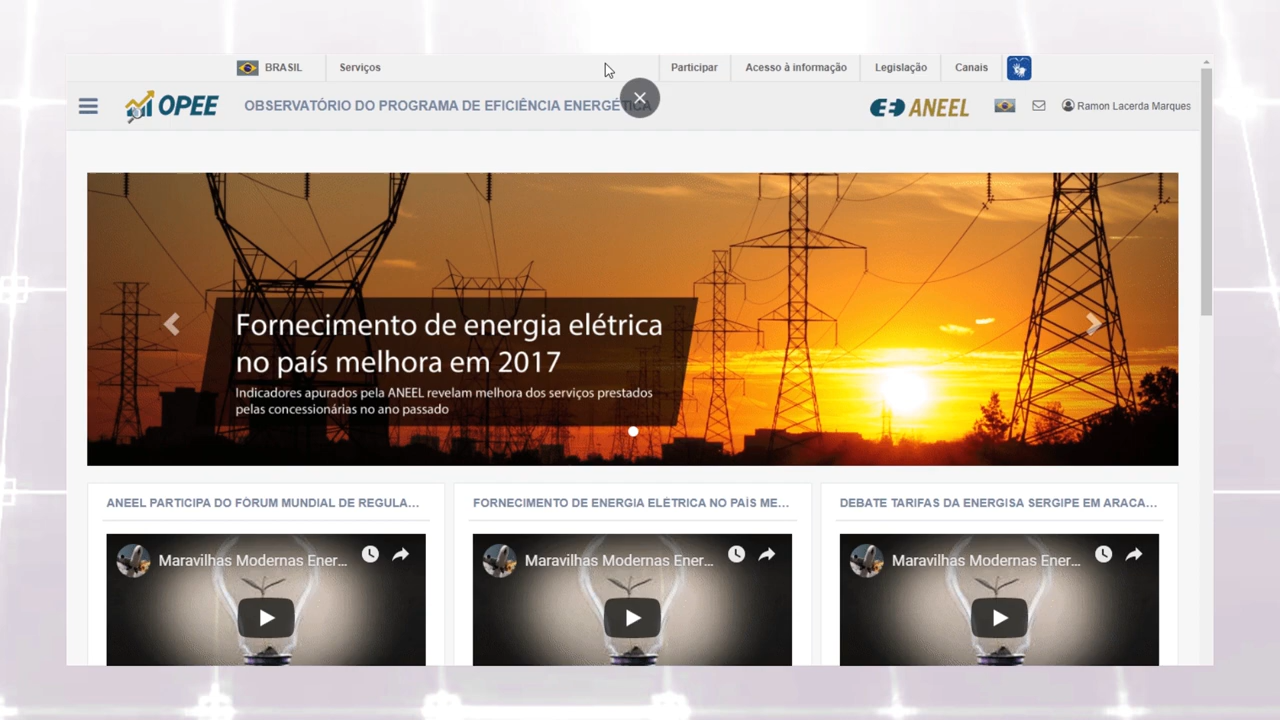 BRASIL
Serviços
Participar
Acesso à informação
Legislação
Canais
OPEE
OBSERVATÓRIO DO PROGRAMA DE EFICIÊNCIA ENERGÉTICA
ANEEL
Ramon Lacerda Marques
Fornecimento de energia elétrica
no país melhora em 2017
Indicadores apurados pela ANEEL revelam melhora dos serviços prestados
pelas concessionárias no ano passado
ANEEL PARTICIPA DO FÓRUM MUNDIAL DE REGULA...
FORNECIMENTO DE ENERGIA ELÉTRICA NO PAÍS ME...
DEBATE TARIFAS DA ENERGISA SERGIPE EM ARACA...
Maravilhas Modernas Ener...
Maravilhas Modernas Ener...
Maravilhas Modernas Ener...